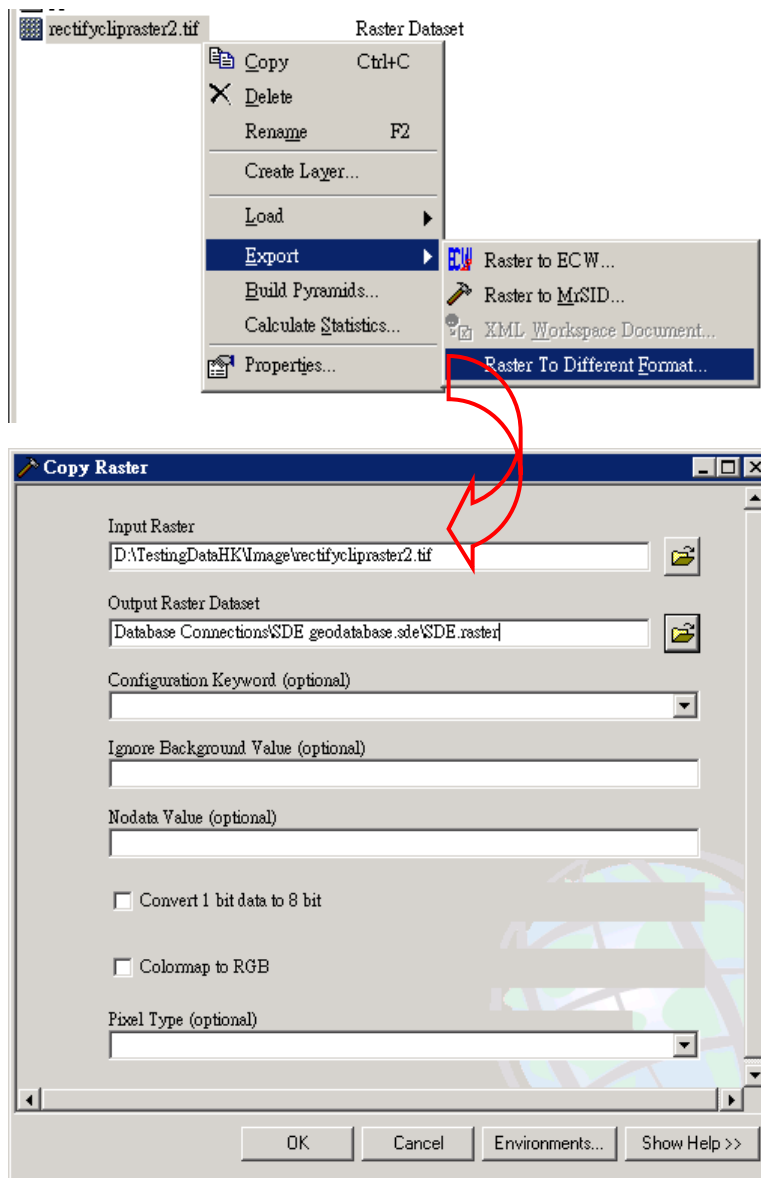 rectifyclipraster2.tif Raster Dataset
Copy Ctrl+C
Delete
Rename F2
Create Layer...
Load
Export
Build Pyramids...
Calculate Statistics...
Properties...
ECW Raster to ECW...
Raster to MrSID...
XML Workspace Document...
Raster To Different Format...
Copy Raster
Input Raster
D:\TestingDataHK\Image\rectifyclipraster2.tif
Output Raster Dataset
Database Connections\SDE geodatabase.sde\SDE.raster
Configuration Keyword (optional)
Ignore Background Value (optional)
Nodata Value (optional)
Convert 1 bit data to 8 bit
Colormap to RGB
Pixel Type (optional)
OK Cancel Environments... Show Help >>